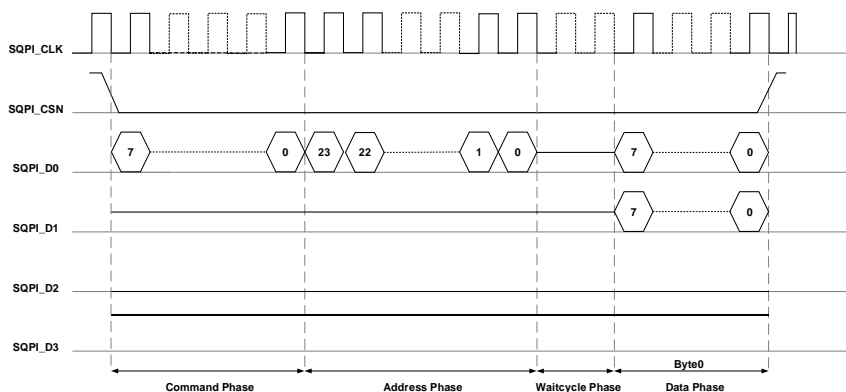 SQPI_CLK
SQPI_CSN
SQPI_D0 7 0 23 22 1 0 7 0
SQPI_D1 7 0
SQPI_D2
SQPI_D3
Byte0
Command Phase Address Phase Waitcycle Phase Data Phase